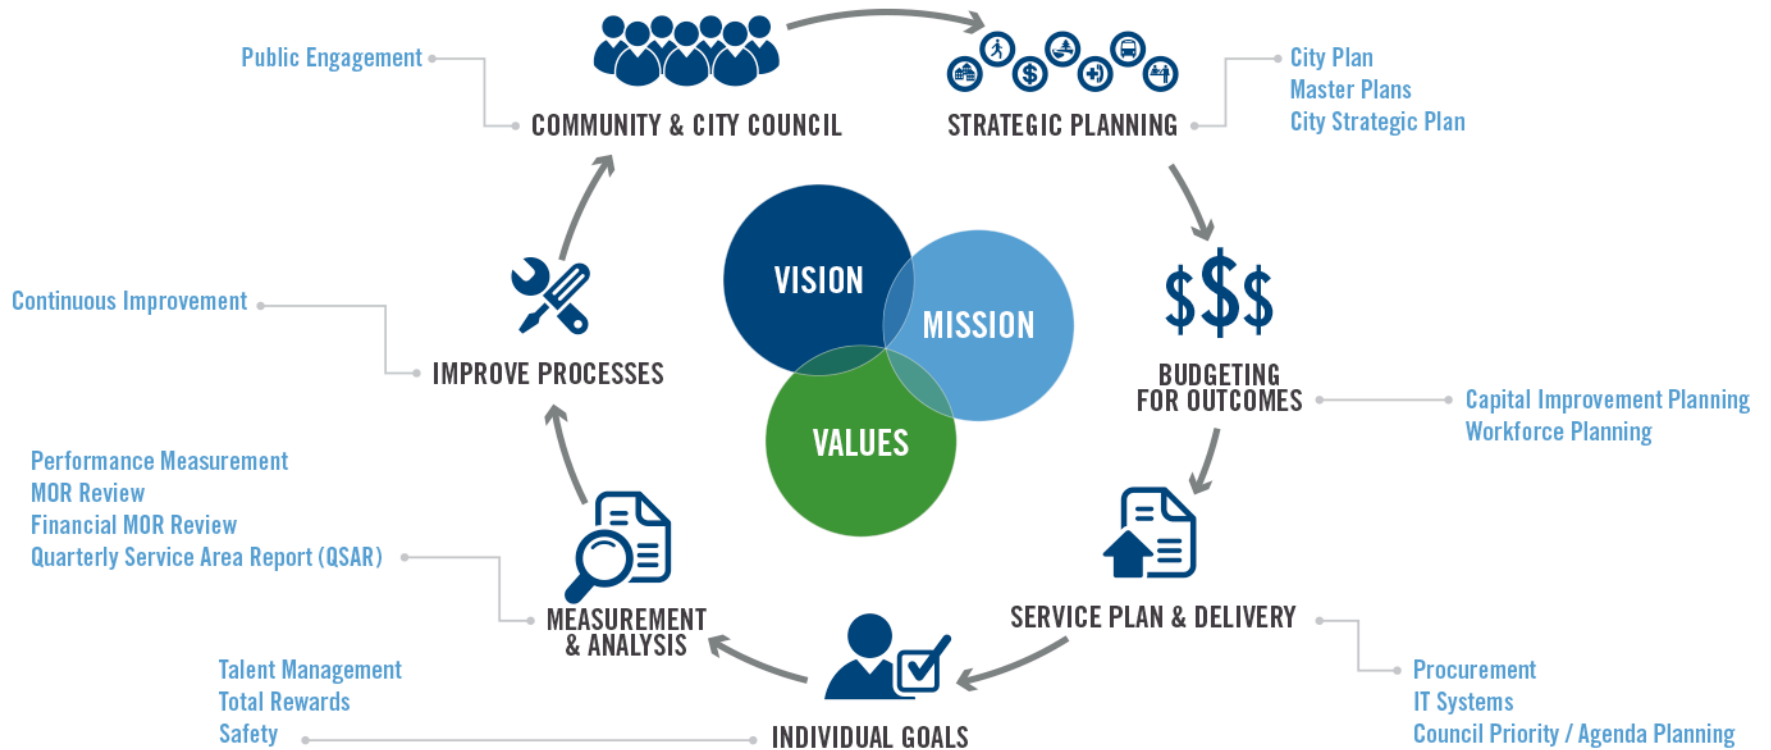 Public Engagement
COMMUNITY & CITY COUNCIL
STRATEGIC PLANNING
City Plan
Master Plans
City Strategic Plan
VISION
MISSION
VALUES
Continuous Improvement
IMPROVE PROCESSES
$$$
BUDGETING
FOR OUTCOMES
Capital Improvement Planning
Workforce Planning
Performance Measurement
MOR Review
Financial MOR Review
Quarterly Service Area Report (QSAR)
MEASUREMENT
& ANALYSIS
SERVICE PLAN & DELIVERY
Procurement
IT Systems
Council Priority / Agenda Planning
Talent Management
Total Rewards
Safety
INDIVIDUAL GOALS